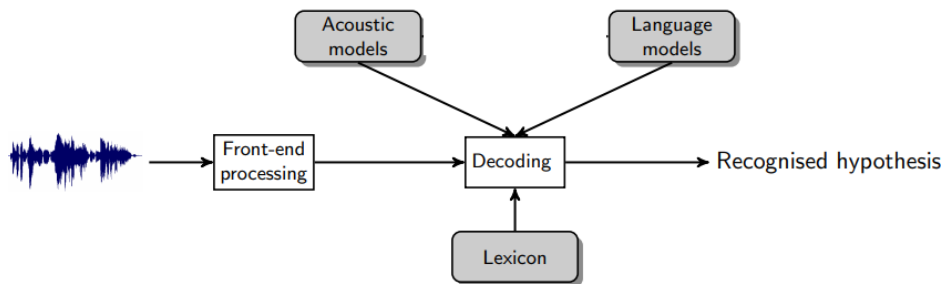 Acoustic
models
Language
models
Front-end
processing
Decoding
Recognised hypothesis
Lexicon